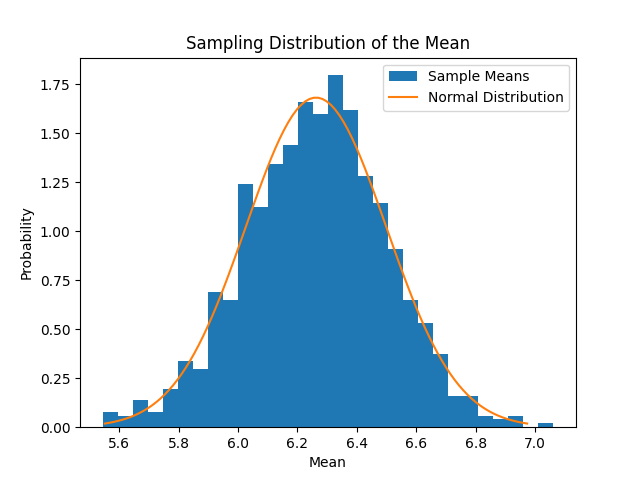 Sampling Distribution of the Mean
Sample Means
Normal Distribution
1.75
1.50
1.25
1.00
0.75
0.50
0.25
0.00
Probability
5.6 5.8 6.0 6.2 6.4 6.6 6.8 7.0
Mean